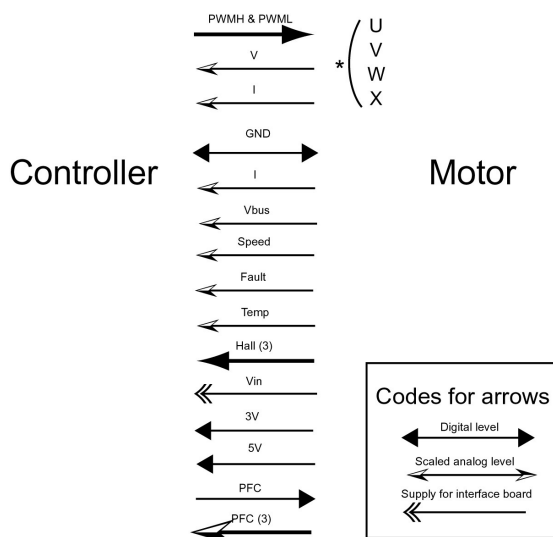 PWMH & PWML
V
I
*
U
V
W
X
GND
Controller
Motor
I
Vbus
Speed
Fault
Temp
Hall (3)
Vin
3V
5V
PFC
PFC (3)
Codes for arrows
Digital level
Scaled analog level
Supply for interface board